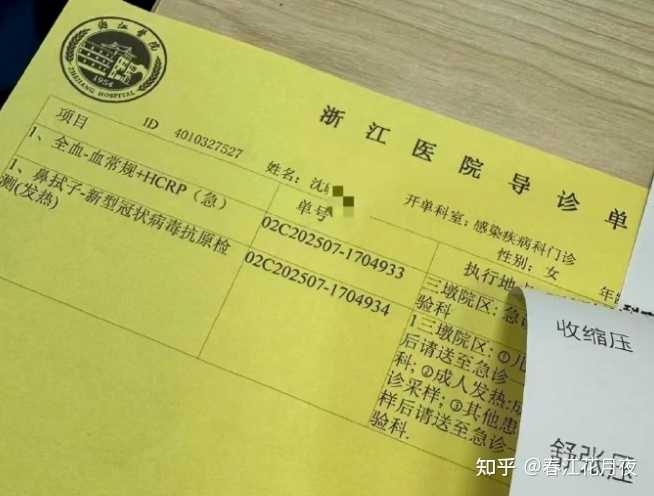 浙江医院
1954
ZHEJIANG HOSPITAL
浙江医院导诊单
ID 4010327527
姓名: 沈
开单科室: 感染疾病科门诊
项目
单号
性别: 女
执行地
1、全血-血常规+HCRP(急)
02C202507-1704933
三墩院区: 急
验科
1、鼻拭子-新型冠状病毒抗原检
测(发热)
02C202507-1704934
1三墩院区: ①儿
后请送至急诊
科; ②成人发热:
诊采样; ③其他患
样后请送至急诊
验科.
收缩压
舒张压
知乎 @春江花月夜